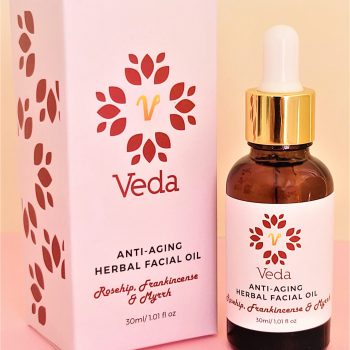 V
Veda
ANTI-AGING
HERBAL FACIAL OIL
Rosehip, Frankincense
& Myrrh
30ml/1.01 fl oz
V
Veda
ANTI-AGING
HERBAL FACIAL OIL
Rosehip, Frankincense
& Myrrh
30ml/1.01 fl oz